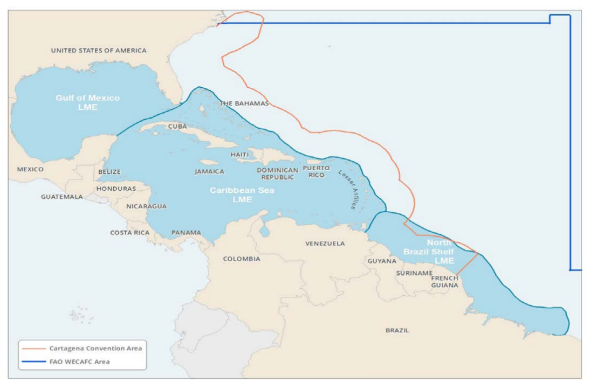 UNITED STATES OF AMERICA
Gulf of Mexico
LME
THE BAHAMAS
CUBA
MEXICO
HAITI
BELIZE
JAMAICA
DOMINICAN
REPUBLIC
PUERTO
RICO
Lesser Antilles
HONDURAS
GUATEMALA
Caribbean Sea
LME
NICARAGUA
COSTA RICA
PANAMA
VENEZUELA
North
Brazil Shelf
LME
COLOMBIA
GUYANA
SURINAME
FRENCH
GUIANA
BRAZIL
Cartagena Convention Area
FAO WECAFC Area